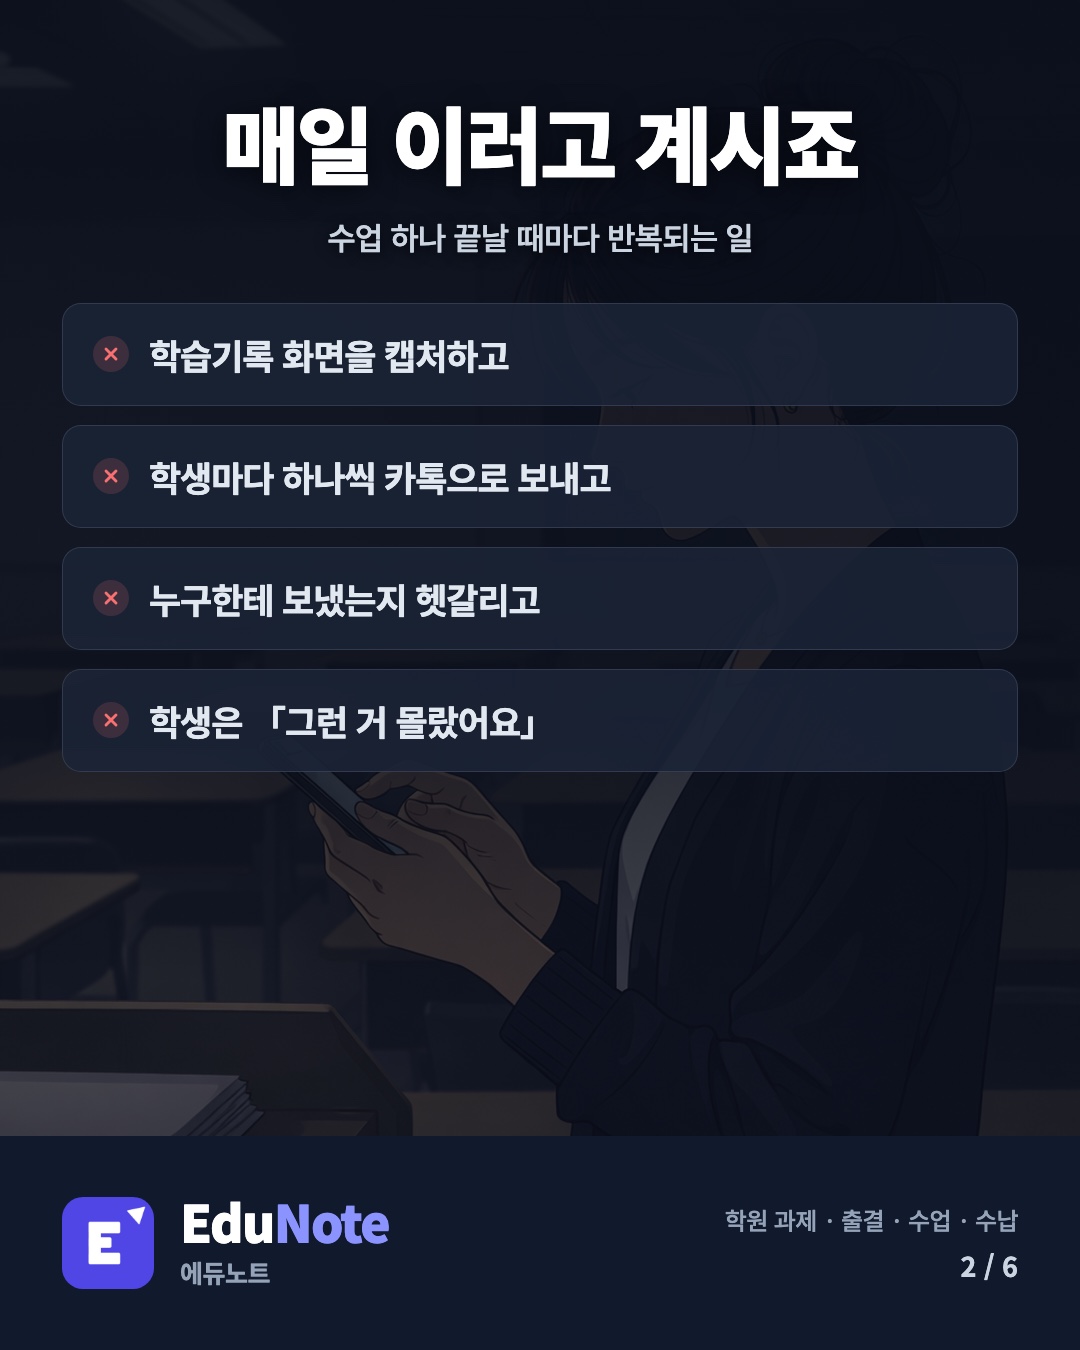 매일 이러고 계시죠
수업 하나 끝날 때마다 반복되는 일
학습기록 화면을 캡처하고
학생마다 하나씩 카톡으로 보내고
누구한테 보냈는지 헷갈리고
학생은 「그런 거 몰랐어요」
E
EduNote
에듀노트
학원 과제 · 출결 · 수업 · 수납
2 / 6